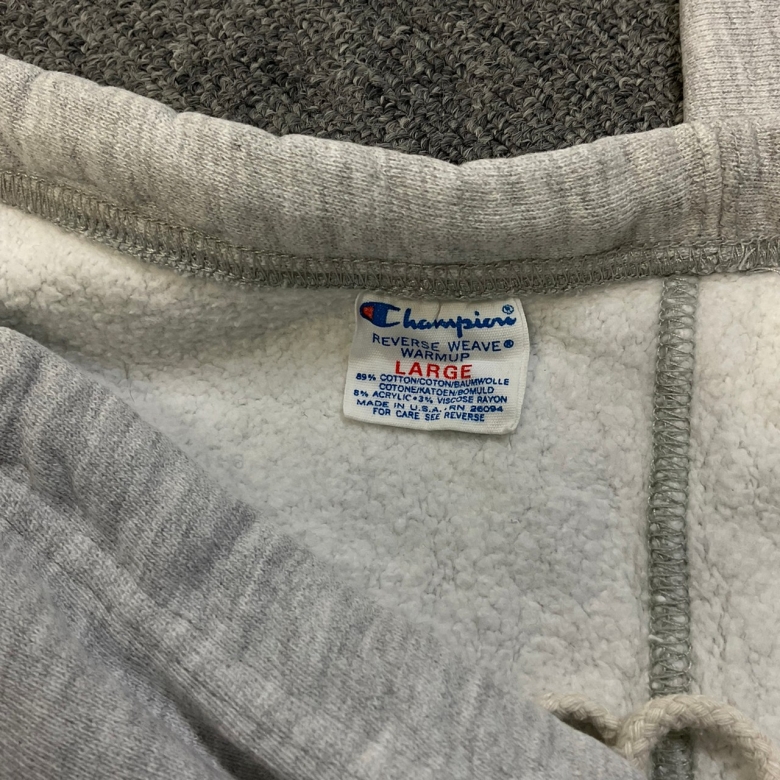 Champion®
REVERSE WEAVE®
WARMUP
LARGE
89% COTTON/COTON/BAUMWOLLE
COTONE/KATOEN/BOMULD
8% ACRYLIC•3% VISCOSE RAYON
MADE IN U.S.A., RN 26094
FOR CARE SEE REVERSE